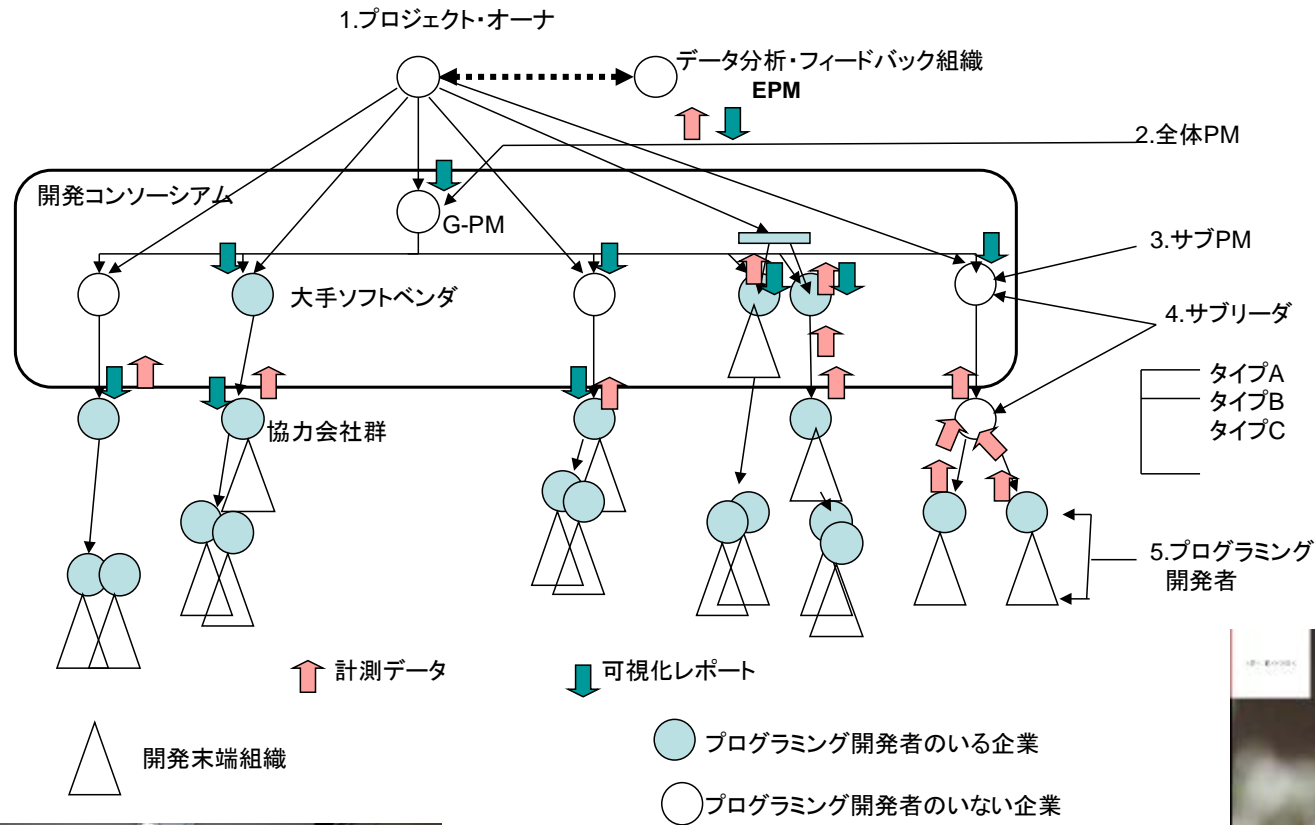 1.プロジェクト・オーナ
データ分析・フィードバック組織
EPM
2.全体PM
開発コンソーシアム
G-PM
3.サブPM
大手ソフトベンダ
4.サブリーダ
タイプA
タイプB
タイプC
協力会社群
5.プログラミング
開発者
計測データ
可視化レポート
プログラミング開発者のいる企業
開発末端組織
プログラミング開発者のいない企業